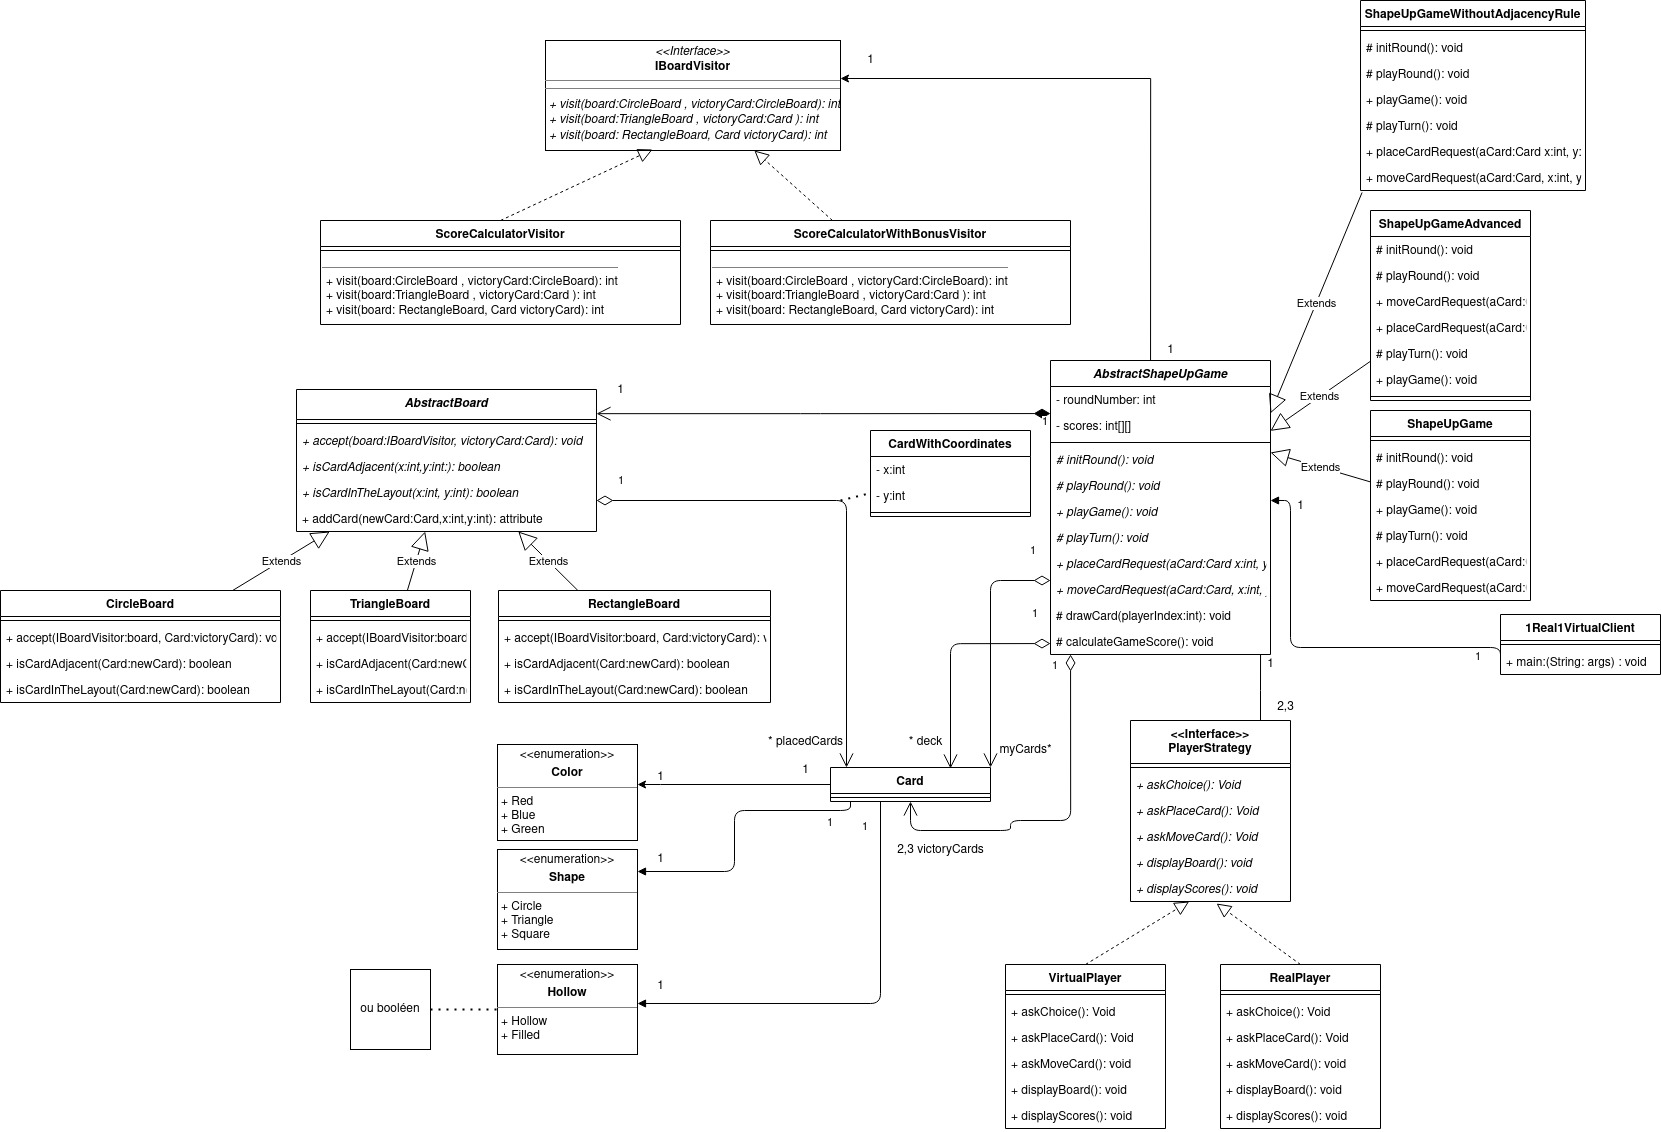 <<Interface>>
IBoardVisitor
+ visit(board:CircleBoard , victoryCard:CircleBoard): int
+ visit(board:TriangleBoard , victoryCard:Card ): int
+ visit(board: RectangleBoard, Card victoryCard): int
1
ShapeUpGameWithoutAdjacencyRule
# initRound(): void
# playRound(): void
+ playGame(): void
# playTurn(): void
+ placeCardRequest(aCard:Card x:int, y:
+ moveCardRequest(aCard:Card, x:int, y
ScoreCalculatorVisitor
+ visit(board:CircleBoard , victoryCard:CircleBoard): int
+ visit(board:TriangleBoard , victoryCard:Card ): int
+ visit(board: RectangleBoard, Card victoryCard): int
ScoreCalculatorWithBonusVisitor
+ visit(board:CircleBoard , victoryCard:CircleBoard): int
+ visit(board:TriangleBoard , victoryCard:Card ): int
+ visit(board: RectangleBoard, Card victoryCard): int
ShapeUpGameAdvanced
# initRound(): void
# playRound(): void
+ moveCardRequest(aCard:
+ placeCardRequest(aCard:
# playTurn(): void
+ playGame(): void
Extends
Extends
Extends
1
AbstractShapeUpGame
- roundNumber: int
- scores: int[][]
# initRound(): void
# playRound(): void
+ playGame(): void
# playTurn(): void
+ placeCardRequest(aCard:Card x:int, y
+ moveCardRequest(aCard:Card, x:int,
# drawCard(playerIndex:int): void
# calculateGameScore(): void
ShapeUpGame
# initRound(): void
# playRound(): void
+ playGame(): void
# playTurn(): void
+ placeCardRequest(aCard:
+ moveCardRequest(aCard:
AbstractBoard
+ accept(board:IBoardVisitor, victoryCard:Card): void
+ isCardAdjacent(x:int,y:int:): boolean
+ isCardInTheLayout(x:int, y:int): boolean
+ addCard(newCard:Card,x:int,y:int): attribute
1
1
1
CardWithCoordinates
- x:int
- y:int
1
1
1
1
1
1
1Real1VirtualClient
+ main:(String: args) : void
Extends
Extends
Extends
CircleBoard
+ accept(IBoardVisitor:board, Card:victoryCard): vo
+ isCardAdjacent(Card:newCard): boolean
+ isCardInTheLayout(Card:newCard): boolean
TriangleBoard
+ accept(IBoardVisitor:board
+ isCardAdjacent(Card:newC
+ isCardInTheLayout(Card:n
RectangleBoard
+ accept(IBoardVisitor:board, Card:victoryCard): v
+ isCardAdjacent(Card:newCard): boolean
+ isCardInTheLayout(Card:newCard): boolean
2,3
* placedCards
* deck
myCards*
<<Interface>>
PlayerStrategy
+ askChoice(): Void
+ askPlaceCard(): Void
+ askMoveCard(): Void
+ displayBoard(): void
+ displayScores(): void
<<enumeration>>
Color
+ Red
+ Blue
+ Green
1
1
Card
1
1
2,3 victoryCards
<<enumeration>>
Shape
+ Circle
+ Triangle
+ Square
1
<<enumeration>>
Hollow
+ Hollow
+ Filled
1
ou booléen
VirtualPlayer
+ askChoice(): Void
+ askPlaceCard(): Void
+ askMoveCard(): void
+ displayBoard(): void
+ displayScores(): void
RealPlayer
+ askChoice(): Void
+ askPlaceCard(): Void
+ askMoveCard(): void
+ displayBoard(): void
+ displayScores(): void